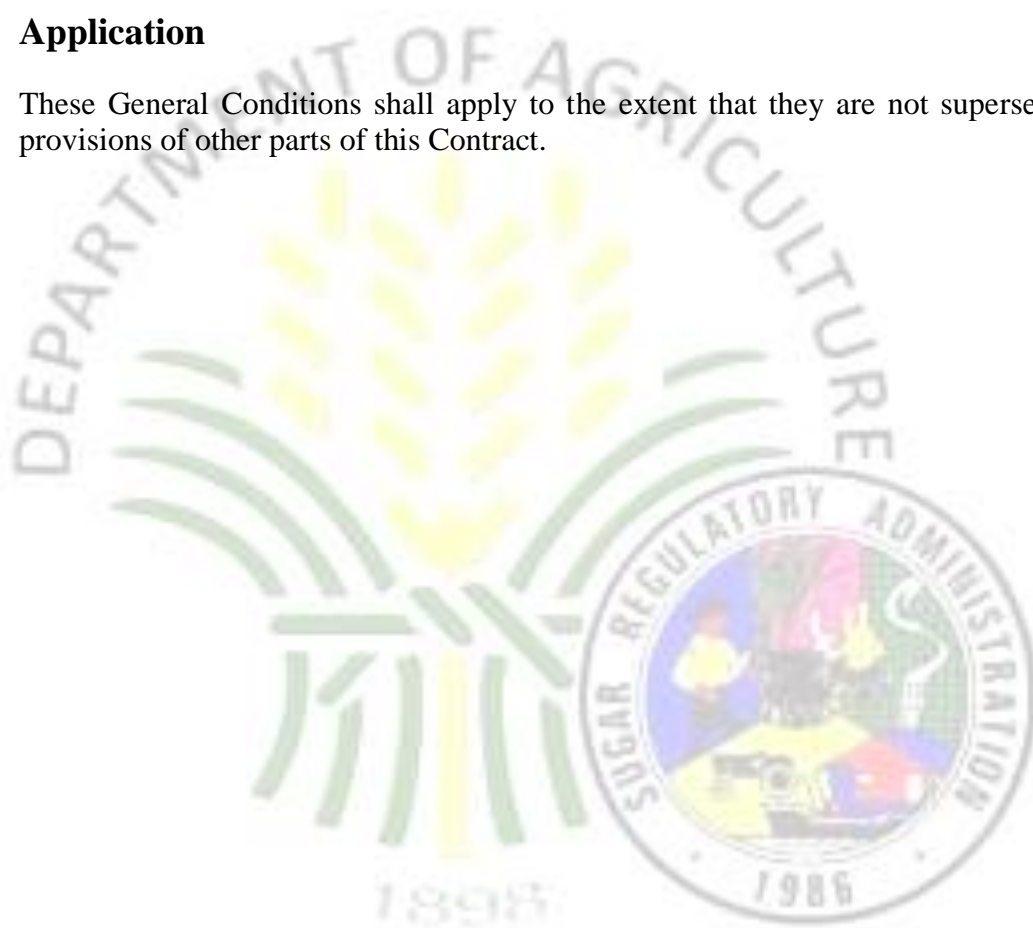 Application
These General Conditions shall apply to the extent that they are not superse
provisions of other parts of this Contract.
DEPARTMENT OF AGRICULTURE
SUGAR REGULATORY ADMINISTRATION
1986
1898